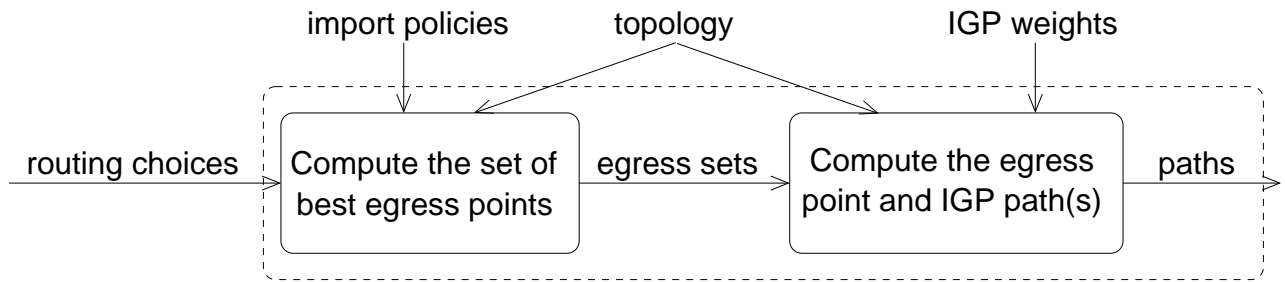 import policies
topology
IGP weights
routing choices
Compute the set of
best egress points
egress sets
Compute the egress
point and IGP path(s)
paths